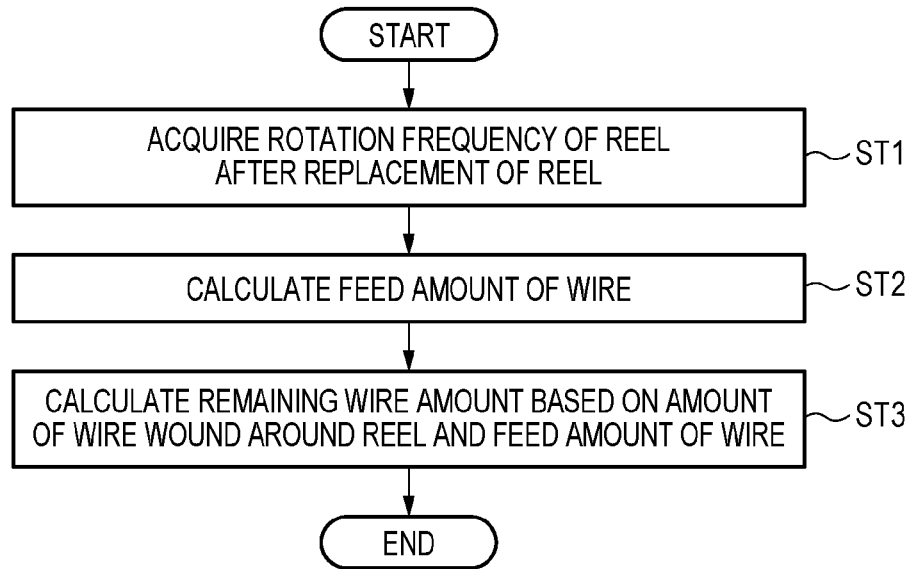 START
ACQUIRE ROTATION FREQUENCY OF REEL
AFTER REPLACEMENT OF REEL
ST1
CALCULATE FEED AMOUNT OF WIRE
ST2
CALCULATE REMAINING WIRE AMOUNT BASED ON AMOUNT
OF WIRE WOUND AROUND REEL AND FEED AMOUNT OF WIRE
ST3
END